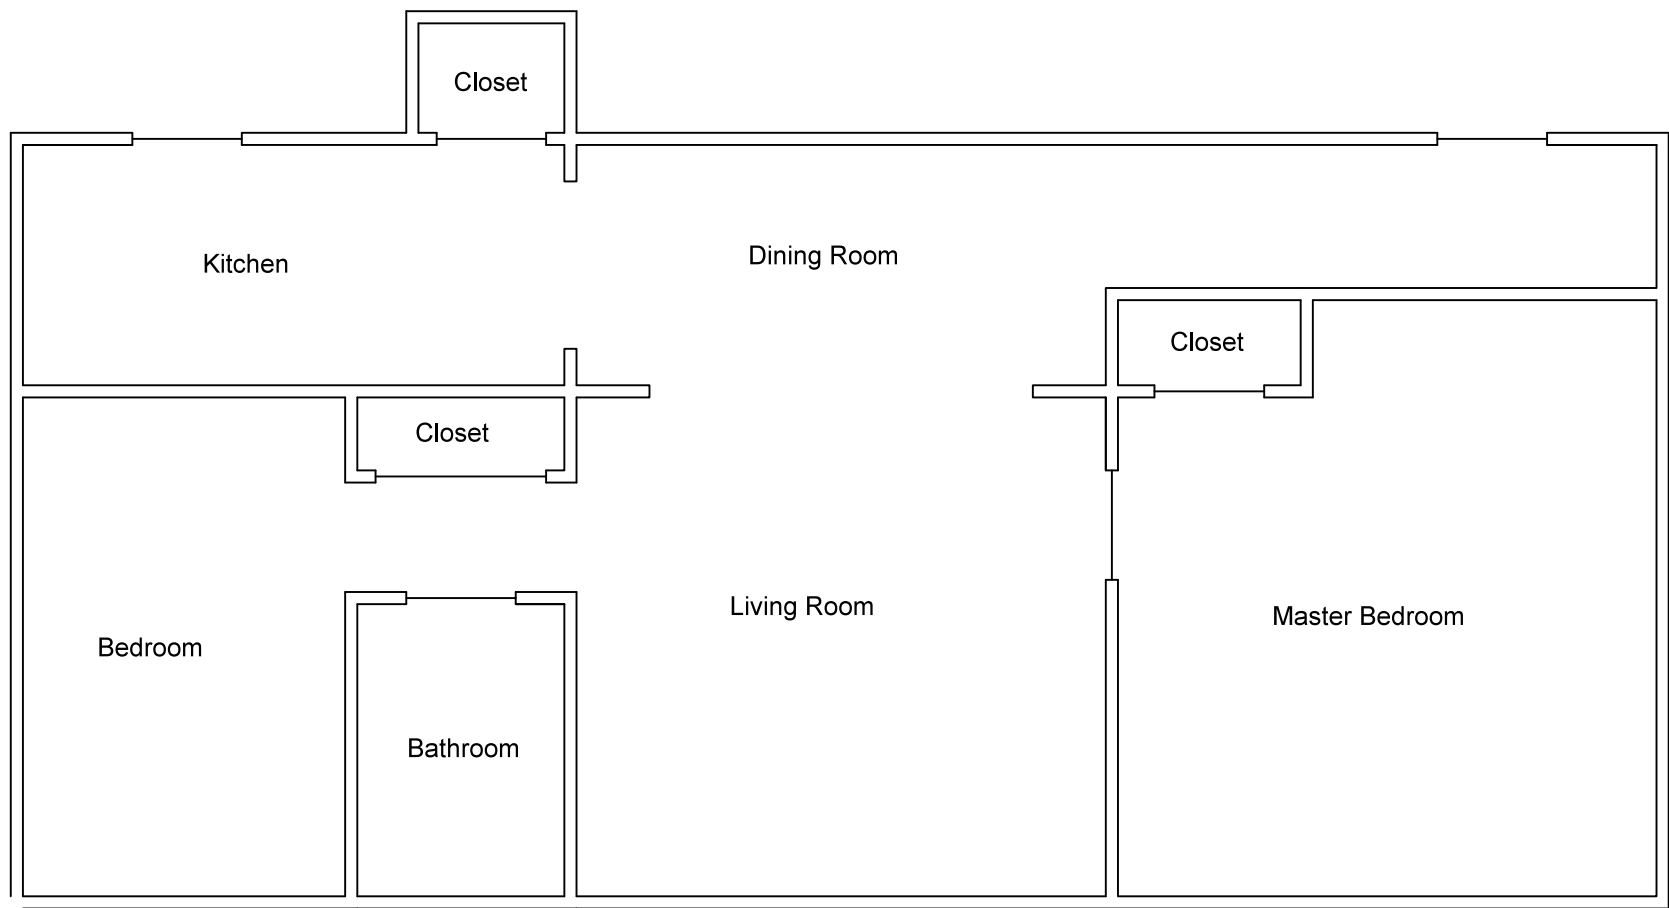 Closet
Kitchen
Dining Room
Closet
Closet
Living Room
Master Bedroom
Bedroom
Bathroom